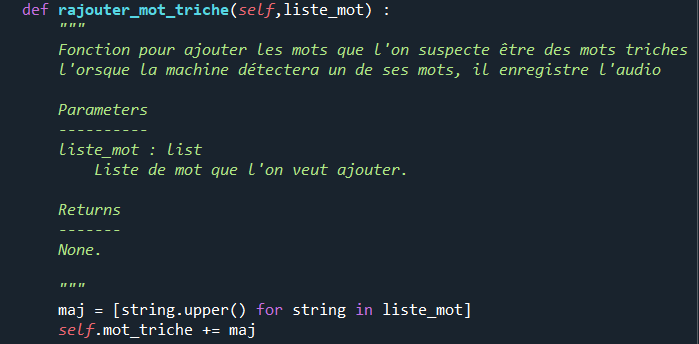 def rajouter_mot_triche(self,liste_mot) :
"""
Fonction pour ajouter les mots que l'on suspecte être des mots triches
l'orsque la machine détectera un de ses mots, il enregistre l'audio
Parameters
----------
liste_mot : list
Liste de mot que l'on veut ajouter.
Returns
-------
None.
"""
maj = [string.upper() for string in liste_mot]
self.mot_triche += maj